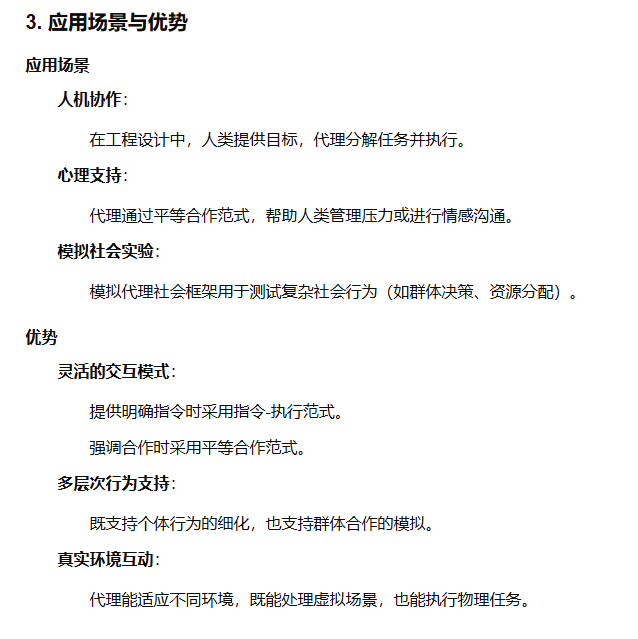 3. 应用场景与优势
应用场景
人机协作：
在工程设计中，人类提供目标，代理分解任务并执行。
心理支持：
代理通过平等合作范式，帮助人类管理压力或进行情感沟通。
模拟社会实验：
模拟代理社会框架用于测试复杂社会行为（如群体决策、资源分配）。
优势
灵活的交互模式：
提供明确指令时采用指令-执行范式。
强调合作时采用平等合作范式。
多层次行为支持：
既支持个体行为的细化，也支持群体合作的模拟。
真实环境互动：
代理能适应不同环境，既能处理虚拟场景，也能执行物理任务。